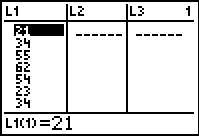 L1 L2 L3 1
21 ------ ------
34
55
62
54
23
34
L1(1)=21